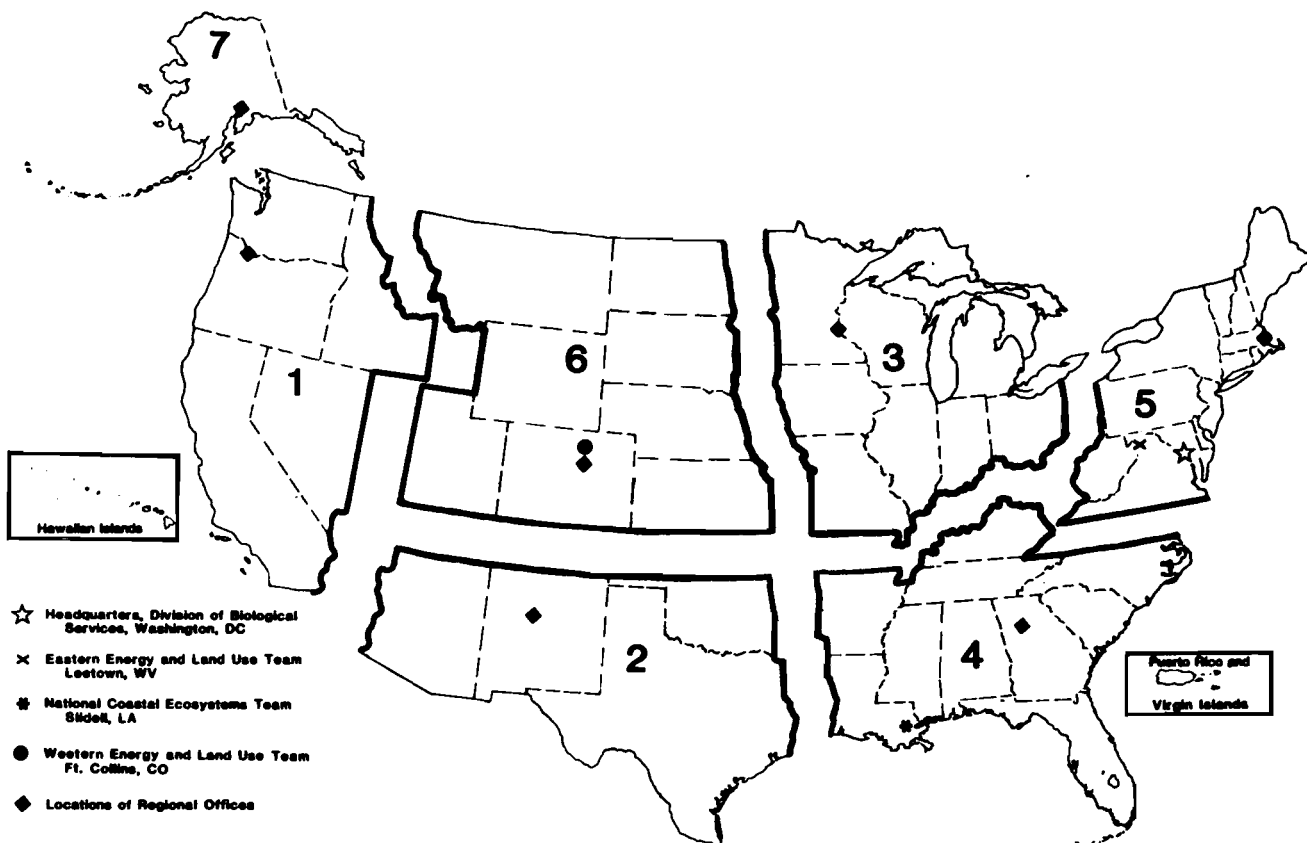 7
6
3
1
5
Hawaiian Islands
2
4
Puerto Rico and
Virgin Islands
Headquarters, Division of Biological
Services, Washington, DC
Eastern Energy and Land Use Team
Leetown, WV
National Coastal Ecosystems Team
Slidell, LA
Western Energy and Land Use Team
Ft. Collins, CO
Locations of Regional Offices